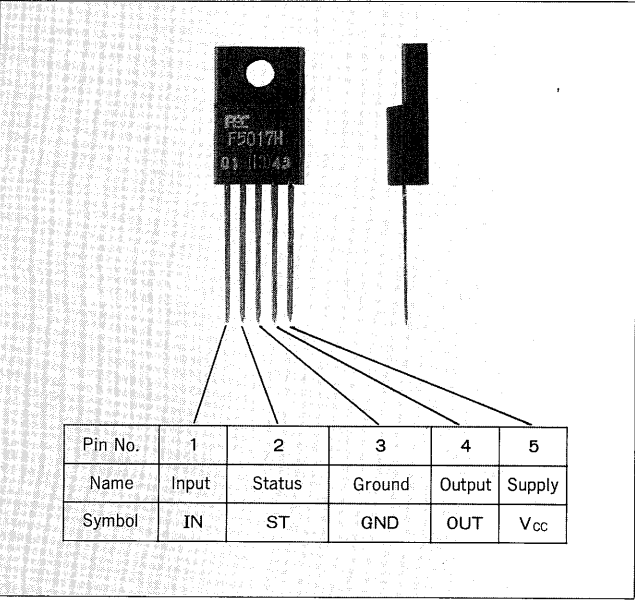 F5017H
Pin No. 1 2 3 4 5
Name Input Status Ground Output Supply
Symbol IN ST GND OUT Vcc